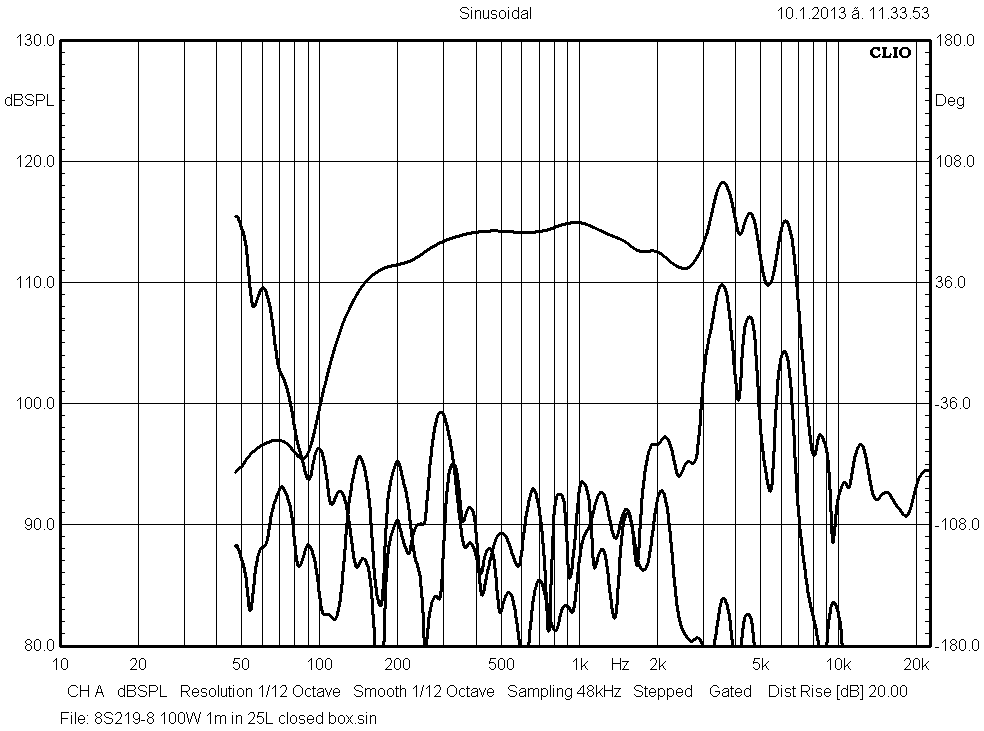 Sinusoidal
10.1.2013 ã. 11.33.53
CLIO
130.0
180.0
dBSPL
Deg
120.0
108.0
110.0
36.0
100.0
-36.0
90.0
-108.0
80.0
-180.0
10 20 50 100 200 500 1k Hz 2k 5k 10k 20k
CH A dBSPL Resolution 1/12 Octave Smooth 1/12 Octave Sampling 48kHz Stepped Gated Dist Rise [dB] 20.00
File: 8S219-8 100W 1m in 25L closed box.sin